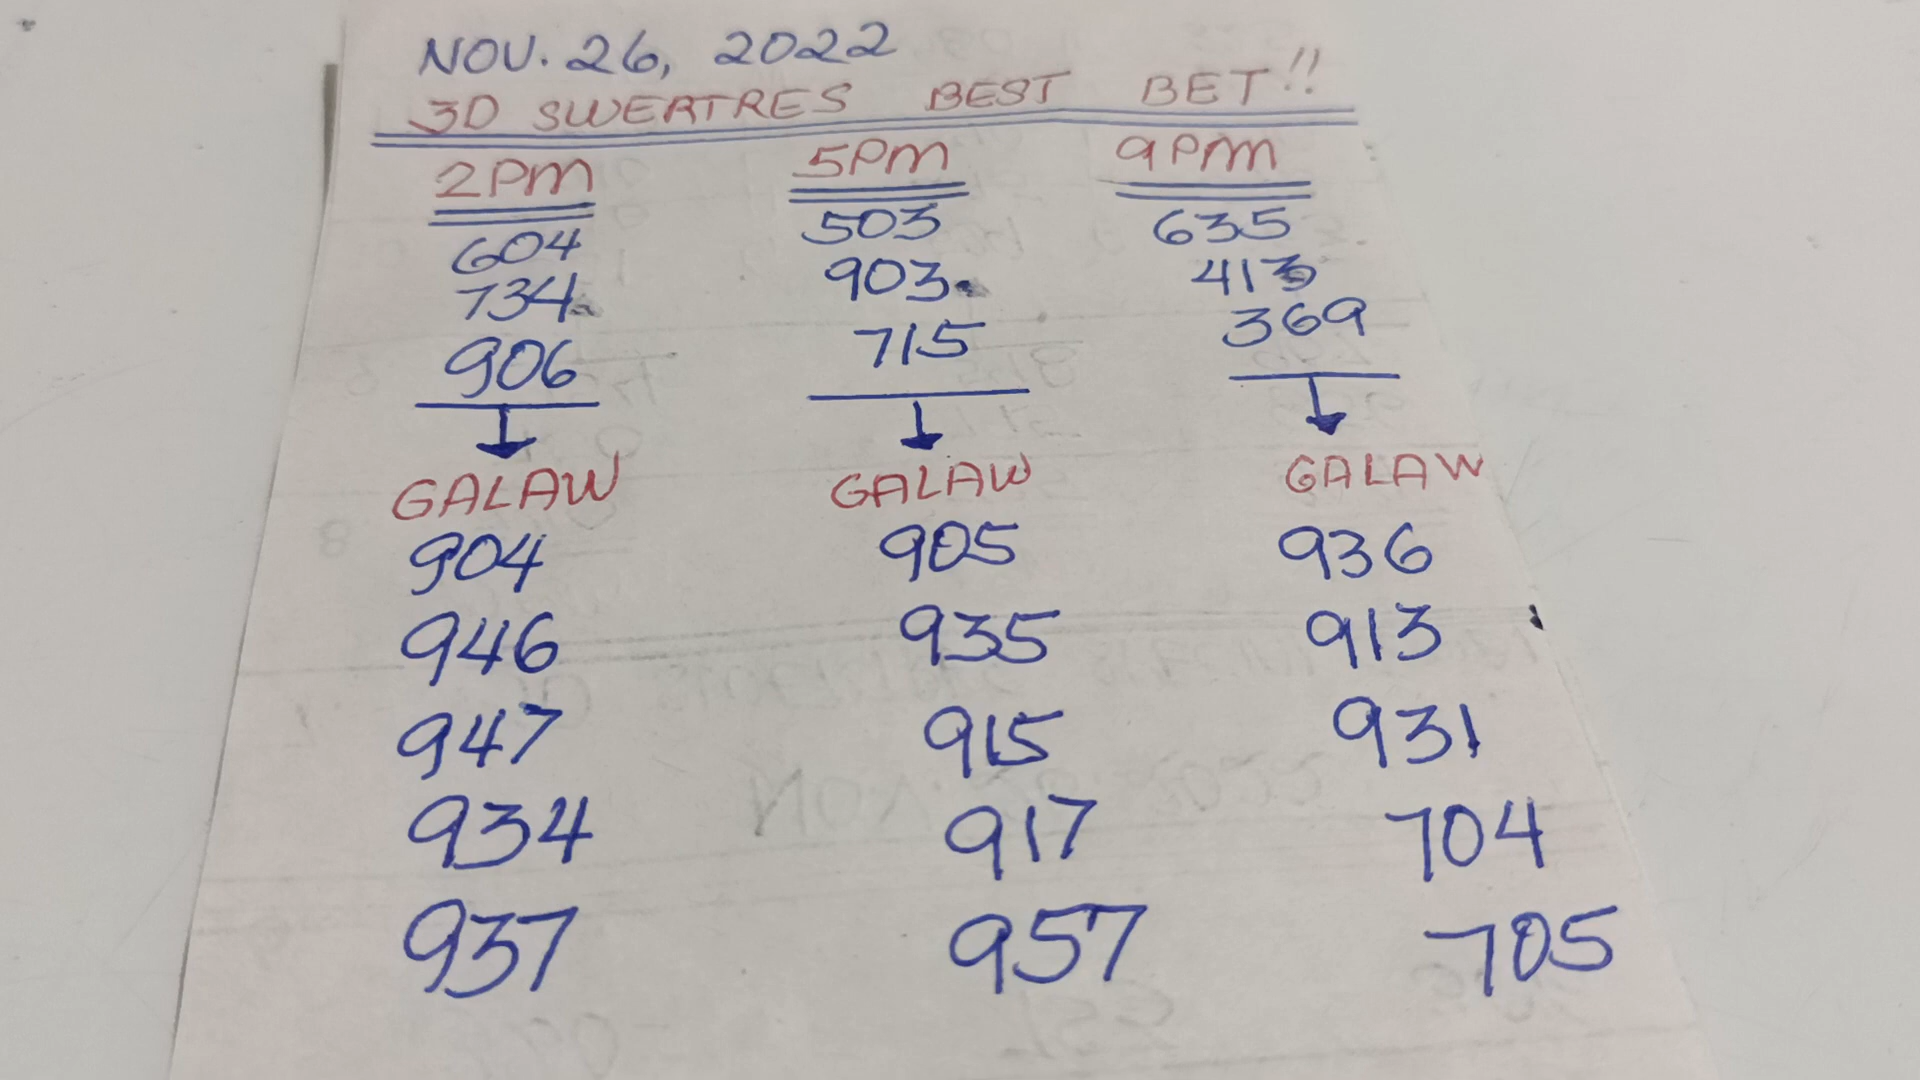 NOV. 26, 2022
3D SWERTRES BEST BET!!
2PM 5PM 9PM
604 503 635
734 903 413
906 715 369
GALAW GALAW GALAW
904 905 936
946 935 913
947 915 931
934 917 704
937 957 705